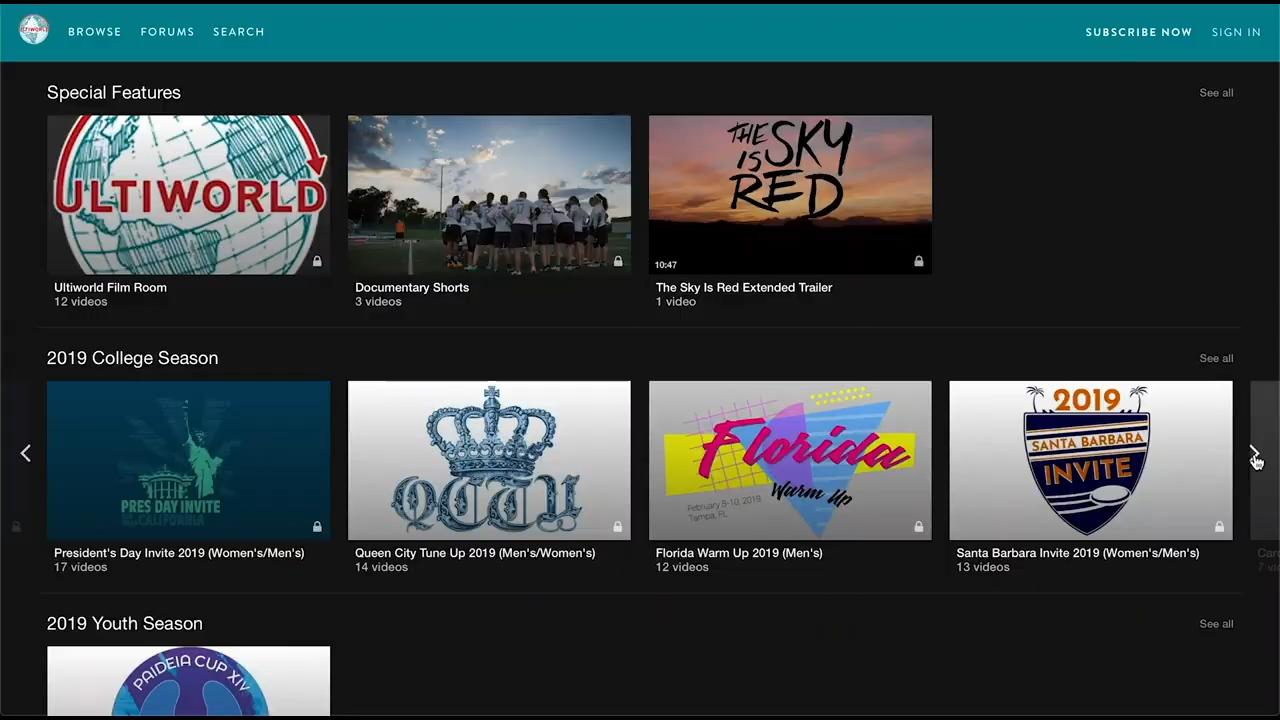 ULTIWORLD
BROWSE
FORUMS
SEARCH
SUBSCRIBE NOW
SIGN IN
Special Features
See all
ULTIWORLD
THE SKY
IS RED
10:47
Ultiworld Film Room
12 videos
Documentary Shorts
3 videos
The Sky Is Red Extended Trailer
1 video
2019 College Season
See all
PRES DAY INVITE
CALIFORNIA
QCTU
Florida
Warm Up
February 8-10, 2019
Tampa, FL
2019
SANTA BARBARA
INVITE
President's Day Invite 2019 (Women's/Men's)
17 videos
Queen City Tune Up 2019 (Men's/Women's)
14 videos
Florida Warm Up 2019 (Men's)
12 videos
Santa Barbara Invite 2019 (Women's/Men's)
13 videos
2019 Youth Season
See all
PAIDEIA CUP XIV